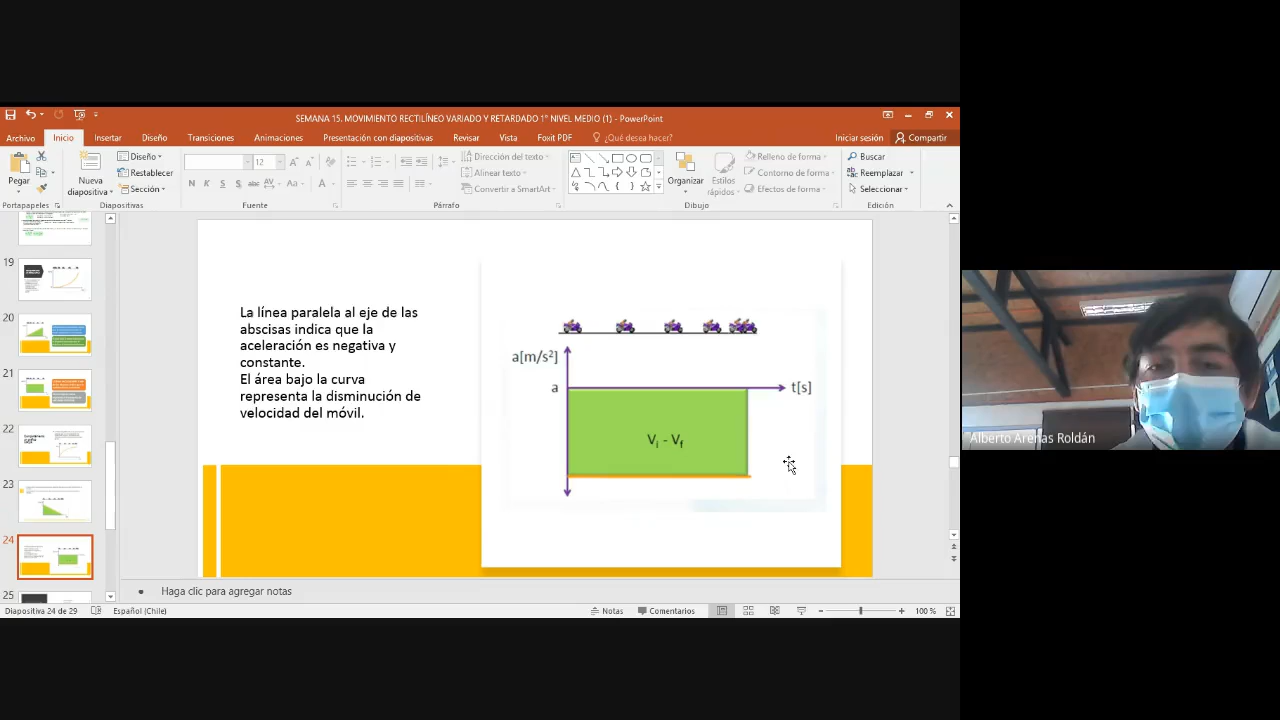 SEMANA 15. MOVIMIENTO RECTILÍNEO VARIADO Y RETARDADO 1° NIVEL MEDIO (1) - PowerPoint
Archivo Inicio Insertar Diseño Transiciones Animaciones Presentación con diapositivas Revisar Vista Foxit PDF ¿Qué desea hacer? Iniciar sesión Compartir
Pegar
Nueva diapositiva
Diseño
Restablecer
Sección
12
N K S S abc AV Aa A
Dirección del texto
Alinear texto
Convertir a SmartArt
Organizar
Estilos rápidos
Relleno de forma
Contorno de forma
Efectos de forma
Buscar
Reemplazar
Seleccionar
Portapapeles Diapositivas Fuente Párrafo Dibujo Edición
19
20
21
22
23
24
25
La línea paralela al eje de las
abscisas indica que la
aceleración es negativa y
constante.
El área bajo la curva
representa la disminución de
velocidad del móvil.
a[m/s²]
a
t[s]
Vi - Vf
Alberto Arenas Roldán
Haga clic para agregar notas
Diapositiva 24 de 29 Español (Chile) Notas Comentarios 100 %